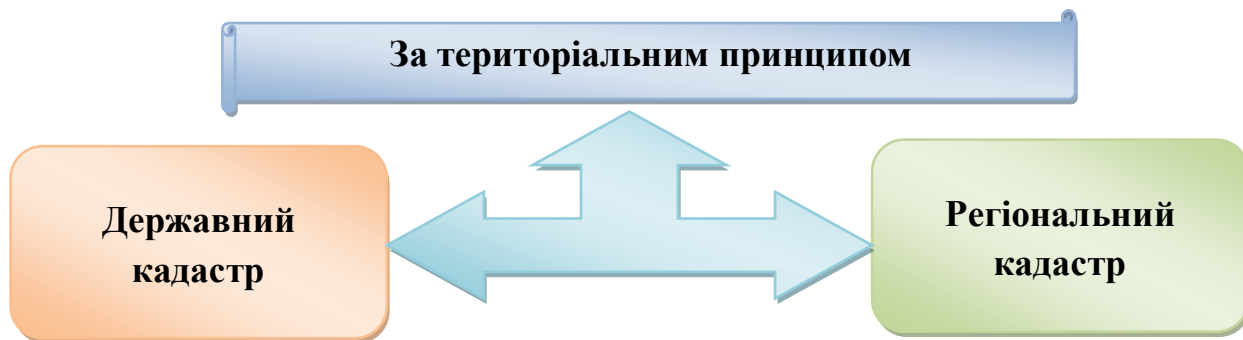 За територіальним принципом
Державний
кадастр
Регіональний
кадастр